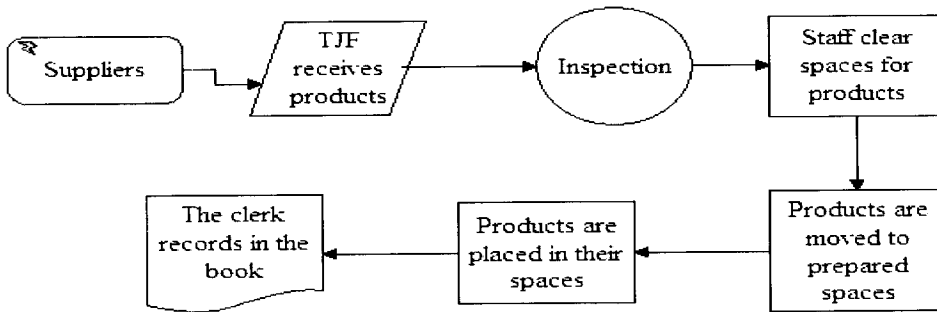 Suppliers
TJF
receives
products
Inspection
Staff clear
spaces for
products
Products are
moved to
prepared
spaces
Products are
placed in their
spaces
The clerk
records in the
book